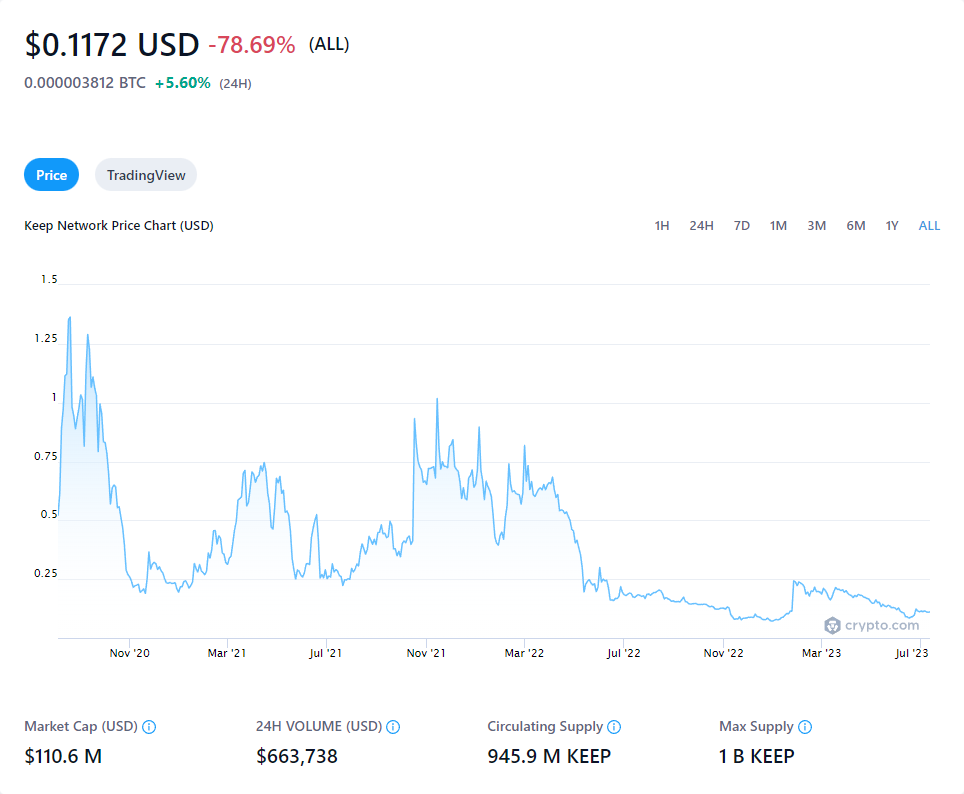 $0.1172 USD -78.69% (ALL)
0.000003812 BTC +5.60% (24H)
Price TradingView
Keep Network Price Chart (USD) 1H 24H 7D 1M 3M 6M 1Y ALL
1.5
1.25
1
0.75
0.5
0.25
crypto.com
Nov '20 Mar '21 Jul '21 Nov '21 Mar '22 Jul '22 Nov '22 Mar '23 Jul '23
Market Cap (USD) 24H VOLUME (USD) Circulating Supply Max Supply
$110.6 M $663,738 945.9 M KEEP 1 B KEEP